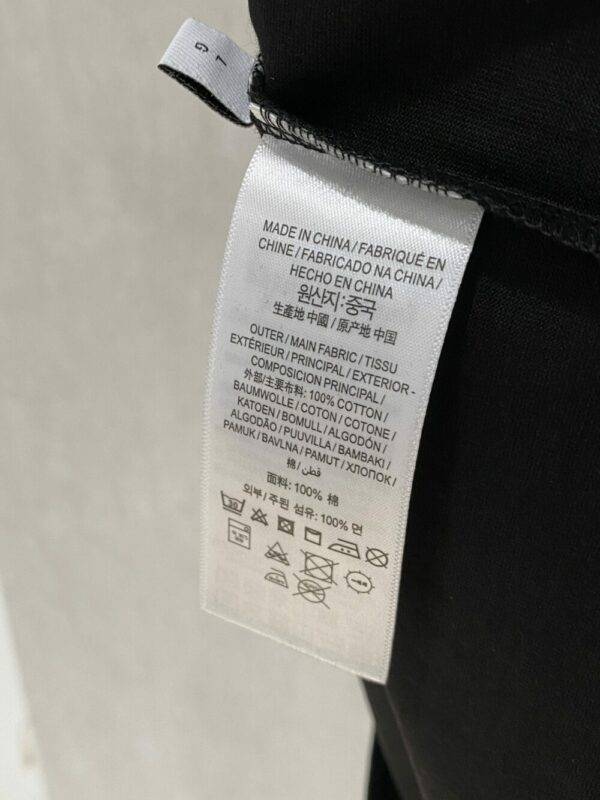 MADE IN CHINA / FABRIQUÉ EN
CHINE / FABRICADO NA CHINA /
HECHO EN CHINA
원산지:중국
生產地 中國 / 原产地 中国
OUTER / MAIN FABRIC / TISSU
EXTÉRIEUR / PRINCIPAL / EXTERIOR -
COMPOSICION PRINCIPAL /
外部/主要布料: 100% COTTON /
BAUMWOLLE / COTON / COTONE /
KATOEN / BOMULL / ALGODÓN /
ALGODÃO / PUUVILLA / BAMBAKI /
PAMUK / BAVLNA / PAMUT / ХЛОПОК /
棉 / قطن /
面料: 100% 棉
외부 / 주된 섬유: 100% 면
30